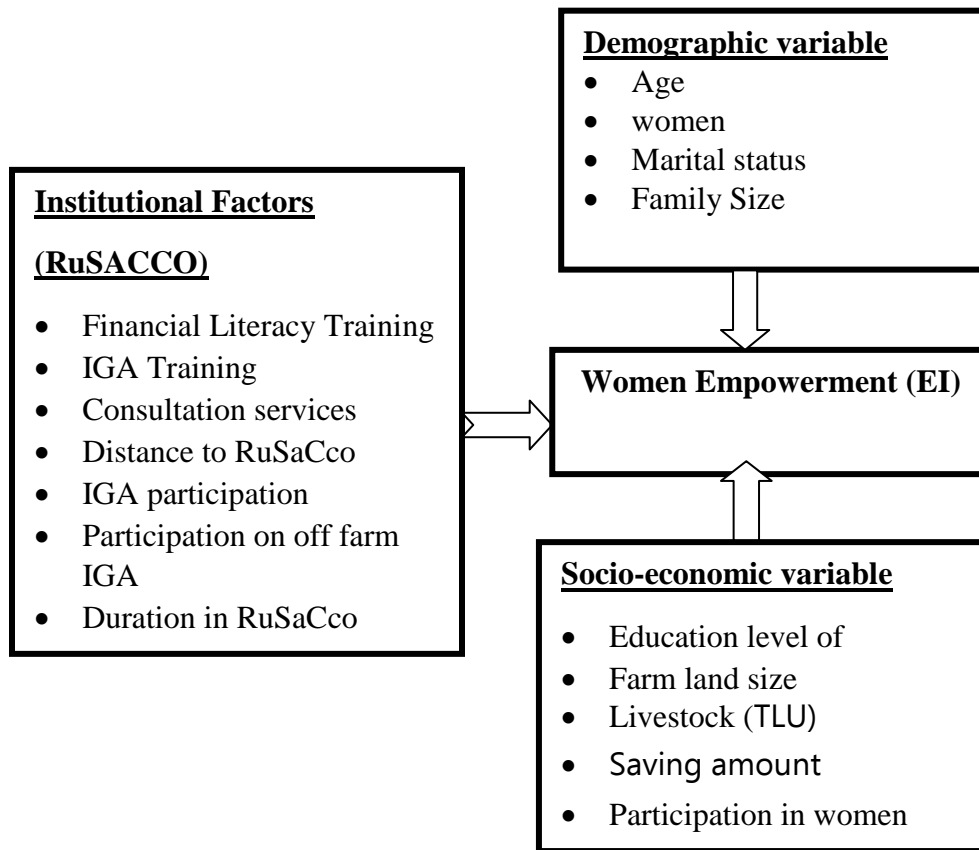 Demographic variable
• Age
• women
• Marital status
• Family Size
Institutional Factors
(RuSACCO)
• Financial Literacy Training
• IGA Training
• Consultation services
• Distance to RuSaCco
• IGA participation
• Participation on off farm
IGA
• Duration in RuSaCco
Women Empowerment (EI)
Socio-economic variable
• Education level of
• Farm land size
• Livestock (TLU)
• Saving amount
• Participation in women